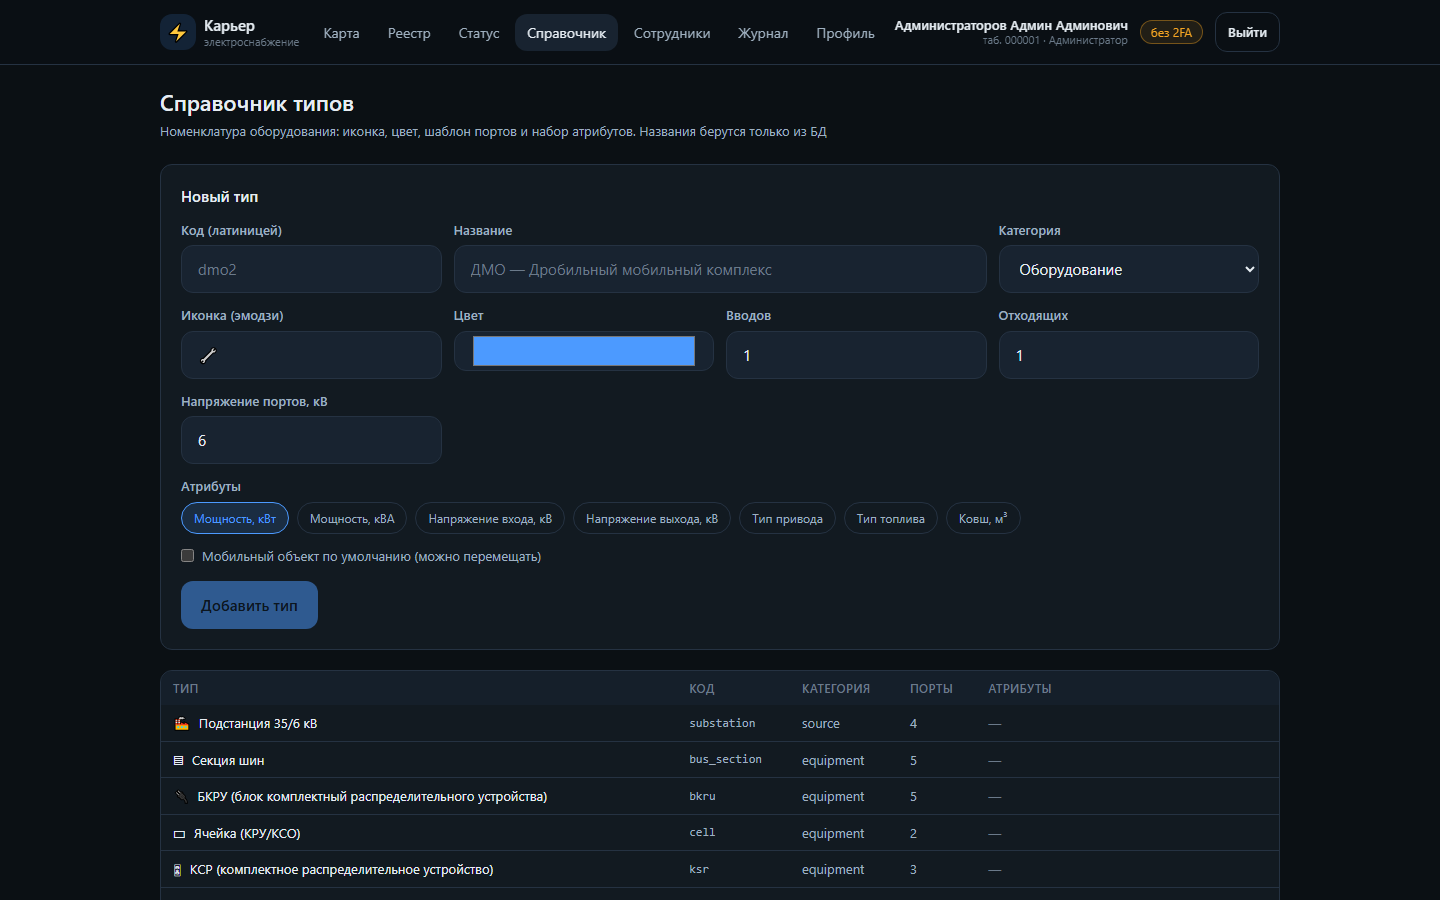 Карьер
электроснабжение
Карта
Реестр
Статус
Справочник
Сотрудники
Журнал
Профиль
Администраторов Админ Админович
таб. 000001 · Администратор
без 2FA
Выйти
Справочник типов
Номенклатура оборудования: иконка, цвет, шаблон портов и набор атрибутов. Названия берутся только из БД
Новый тип
Код (латиницей)
Название
Категория
dmo2
ДМО — Дробильный мобильный комплекс
Оборудование
Иконка (эмодзи)
Цвет
Вводов
Отходящих
1
1
Напряжение портов, кВ
6
Атрибуты
Мощность, кВт
Мощность, кВА
Напряжение входа, кВ
Напряжение выхода, кВ
Тип привода
Тип топлива
Ковш, м³
Мобильный объект по умолчанию (можно перемещать)
Добавить тип
ТИП КОД КАТЕГОРИЯ ПОРТЫ АТРИБУТЫ
Подстанция 35/6 кВ substation source 4 —
Секция шин bus_section equipment 5 —
БКРУ (блок комплектный распределительного устройства) bkru equipment 5 —
Ячейка (КРУ/КСО) cell equipment 2 —
КСР (комплектное распределительное устройство) ksr equipment 3 —